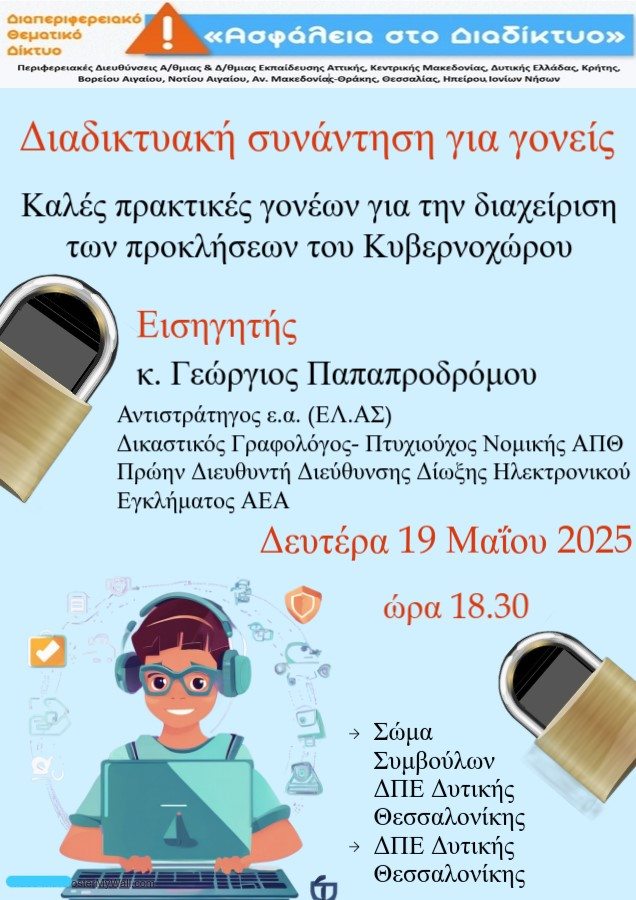 Διαπεριφερειακό
Θεματικό
Δίκτυο
«Ασφάλεια στο Διαδίκτυο»
Περιφερειακές Διευθύνσεις Α/θμιας & Δ/θμιας Εκπαίδευσης Αττικής, Κεντρικής Μακεδονίας, Δυτικής Ελλάδας, Κρήτης,
Βορείου Αιγαίου, Νοτίου Αιγαίου, Αν. Μακεδονίας-Θράκης, Θεσσαλίας, Ηπείρου, Ιονίων Νήσων
Διαδικτυακή συνάντηση για γονείς
Καλές πρακτικές γονέων για την διαχείριση
των προκλήσεων του Κυβερνοχώρου
Εισηγητής
κ. Γεώργιος Παπαπροδρόμου
Αντιστράτηγος ε.α. (ΕΛ.ΑΣ)
Δικαστικός Γραφολόγος- Πτυχιούχος Νομικής ΑΠΘ
Πρώην Διευθυντή Διεύθυνσης Δίωξης Ηλεκτρονικού
Εγκλήματος ΑΕΑ
Δευτέρα 19 Μαΐου 2025
ώρα 18.30
→ Σώμα
Συμβούλων
ΔΠΕ Δυτικής
Θεσσαλονίκης
→ ΔΠΕ Δυτικής
Θεσσαλονίκης